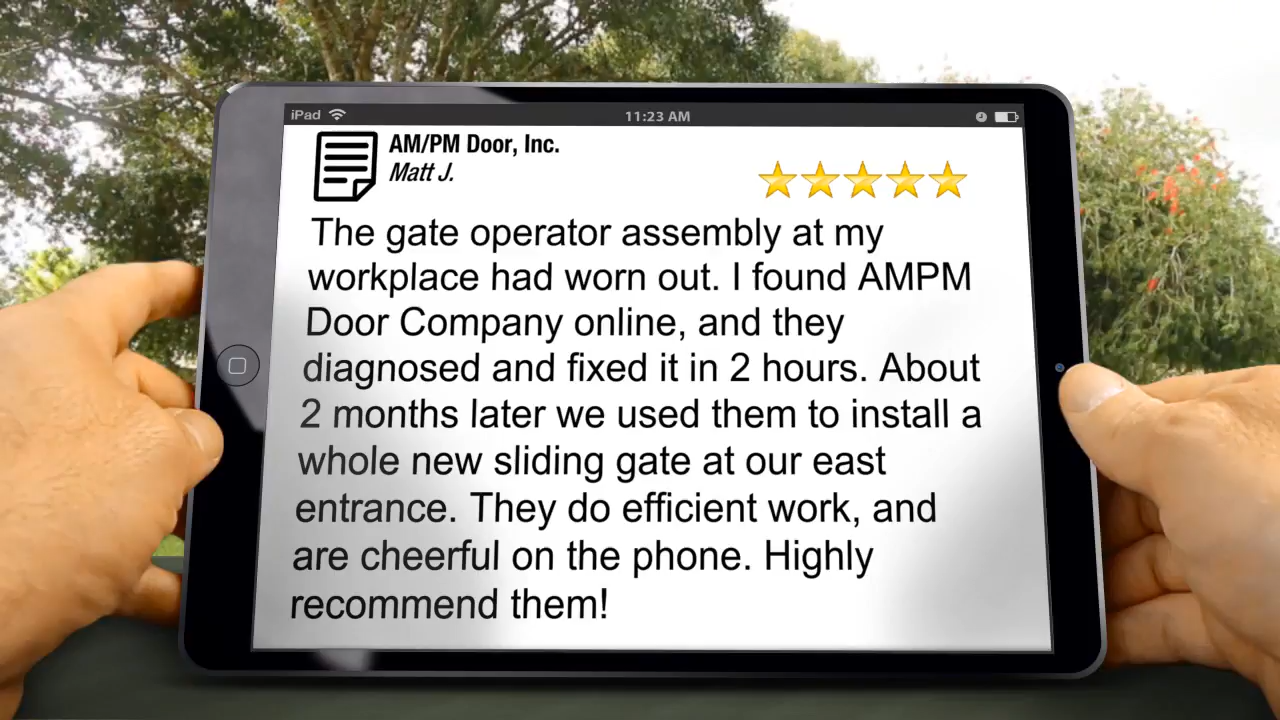 iPad
11:23 AM
AM/PM Door, Inc.
Matt J.
The gate operator assembly at my
workplace had worn out. I found AMPM
Door Company online, and they
diagnosed and fixed it in 2 hours. About
2 months later we used them to install a
whole new sliding gate at our east
entrance. They do efficient work, and
are cheerful on the phone. Highly
recommend them!